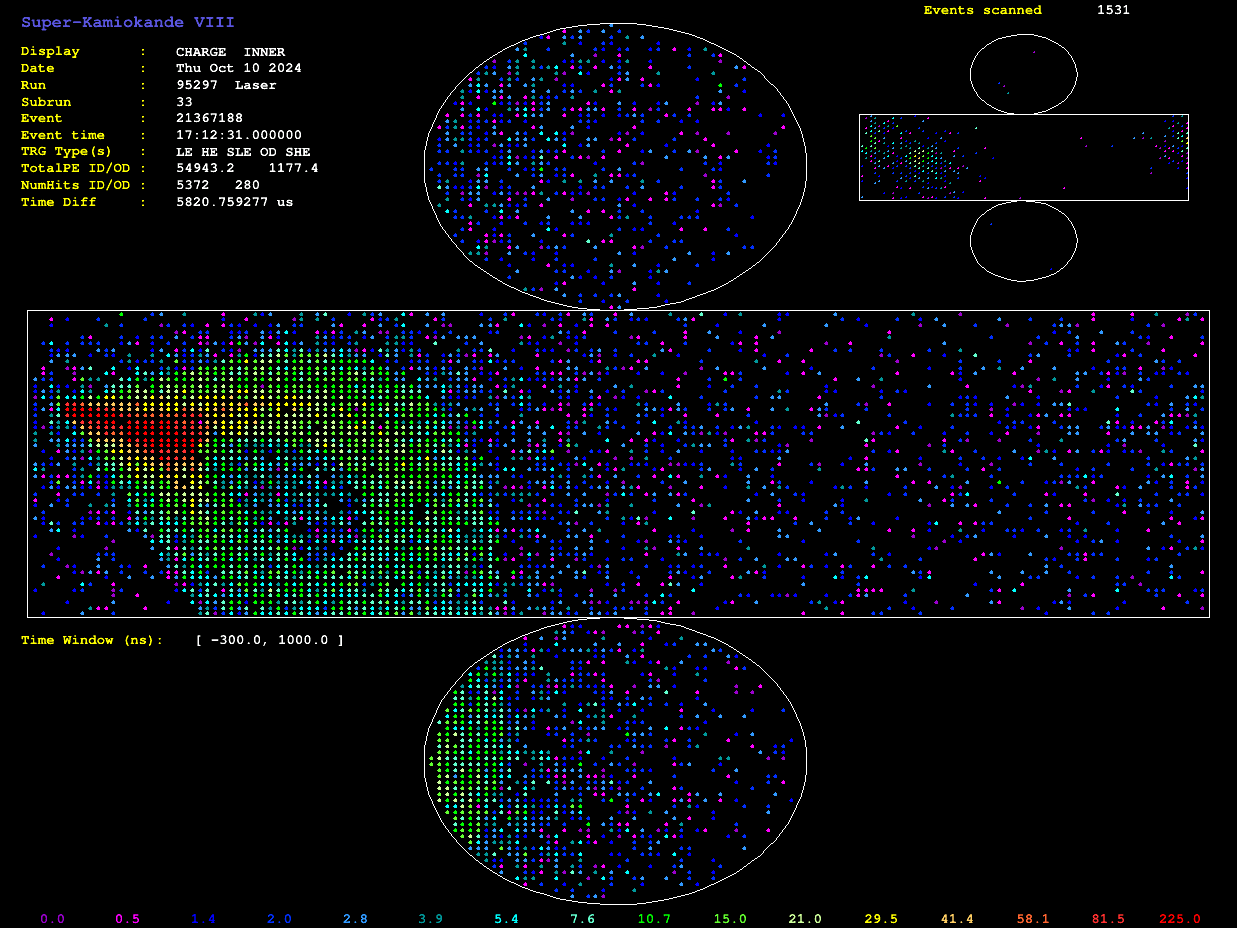 Super-Kamiokande VIII
Events scanned 1531
Display : CHARGE INNER
Date : Thu Oct 10 2024
Run : 95297 Laser
Subrun : 33
Event : 21367188
Event time : 17:12:31.000000
TRG Type(s) : LE HE SLE OD SHE
TotalPE ID/OD : 54943.2 1177.4
NumHits ID/OD : 5372 280
Time Diff : 5820.759277 us
Time Window (ns): [ -300.0, 1000.0 ]
0.0 0.5 1.4 2.0 2.8 3.9 5.4 7.6 10.7 15.0 21.0 29.5 41.4 58.1 81.5 225.0